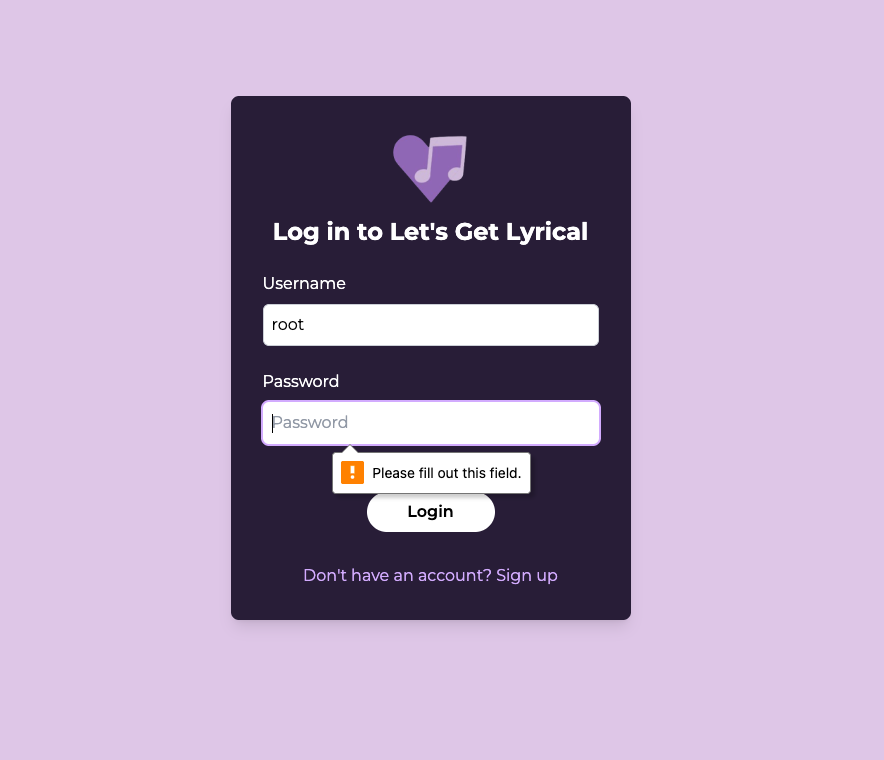 Log in to Let's Get Lyrical
Username
root
Password
Password
Please fill out this field.
Login
Don't have an account? Sign up